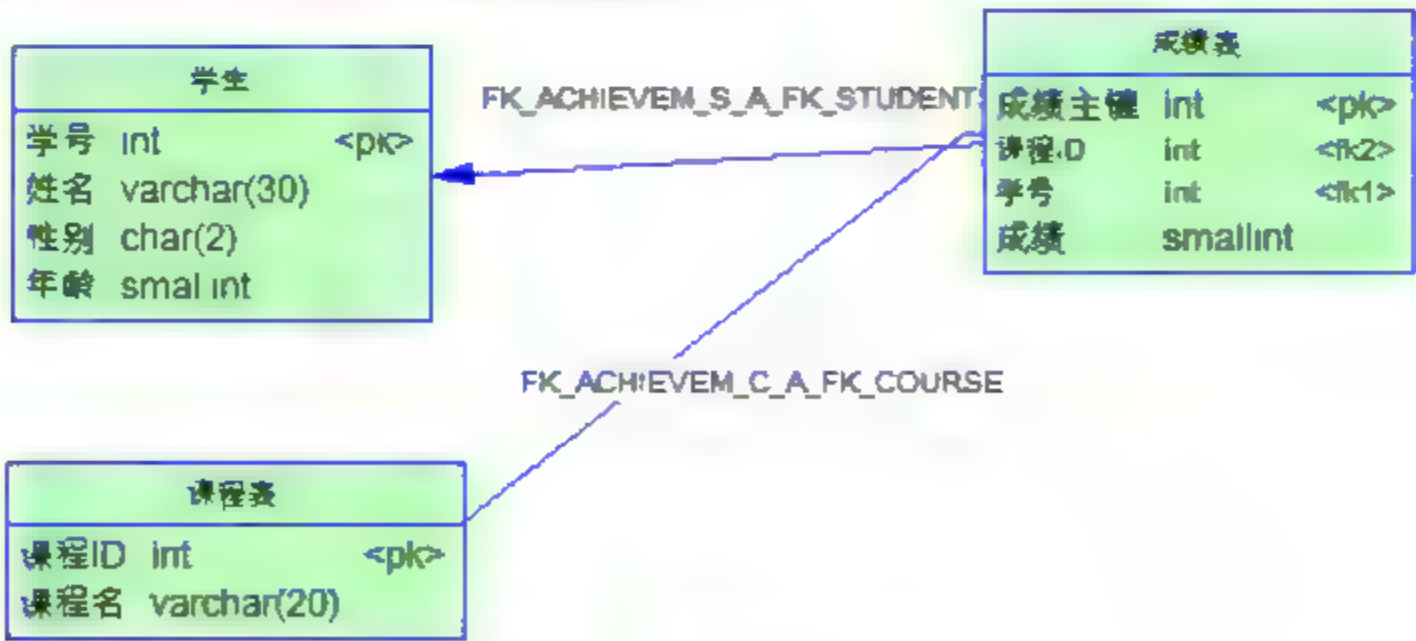 学生
学号 int <pk>
姓名 varchar(30)
性别 char(2)
年龄 smallint
FK_ACHIEVEM_S_A_FK_STUDENT
成绩表
成绩主键 int <pk>
课程ID int <fk2>
学号 int <fk1>
成绩 smallint
FK_ACHIEVEM_C_A_FK_COURSE
课程表
课程ID int <pk>
课程名 varchar(20)